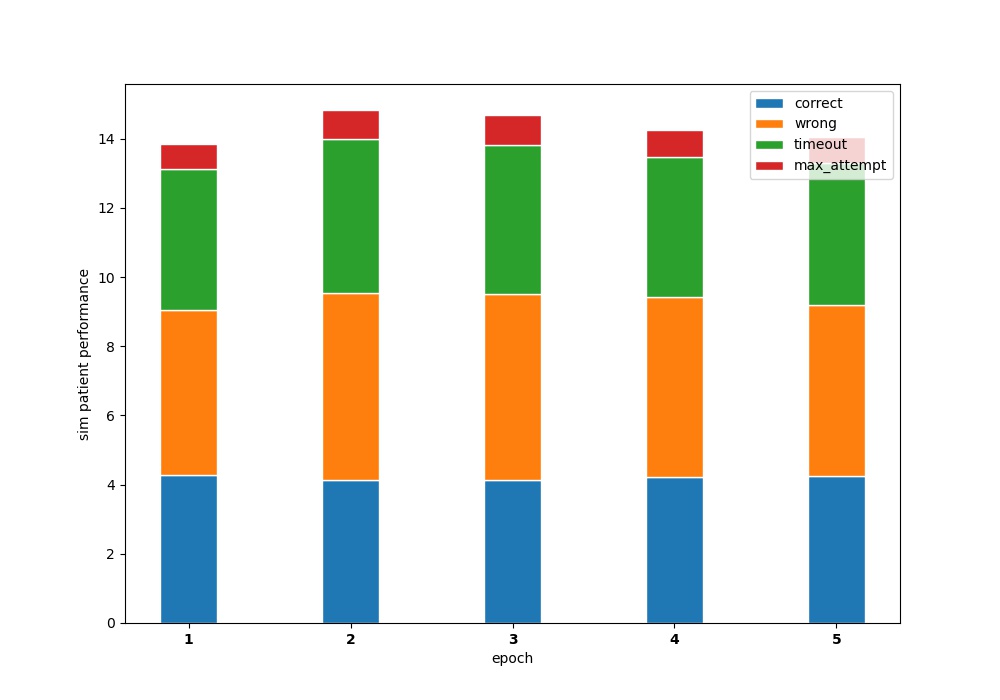 correct
wrong
timeout
max_attempt
14
12
10
8
6
4
2
0
sim patient performance
1 2 3 4 5
epoch